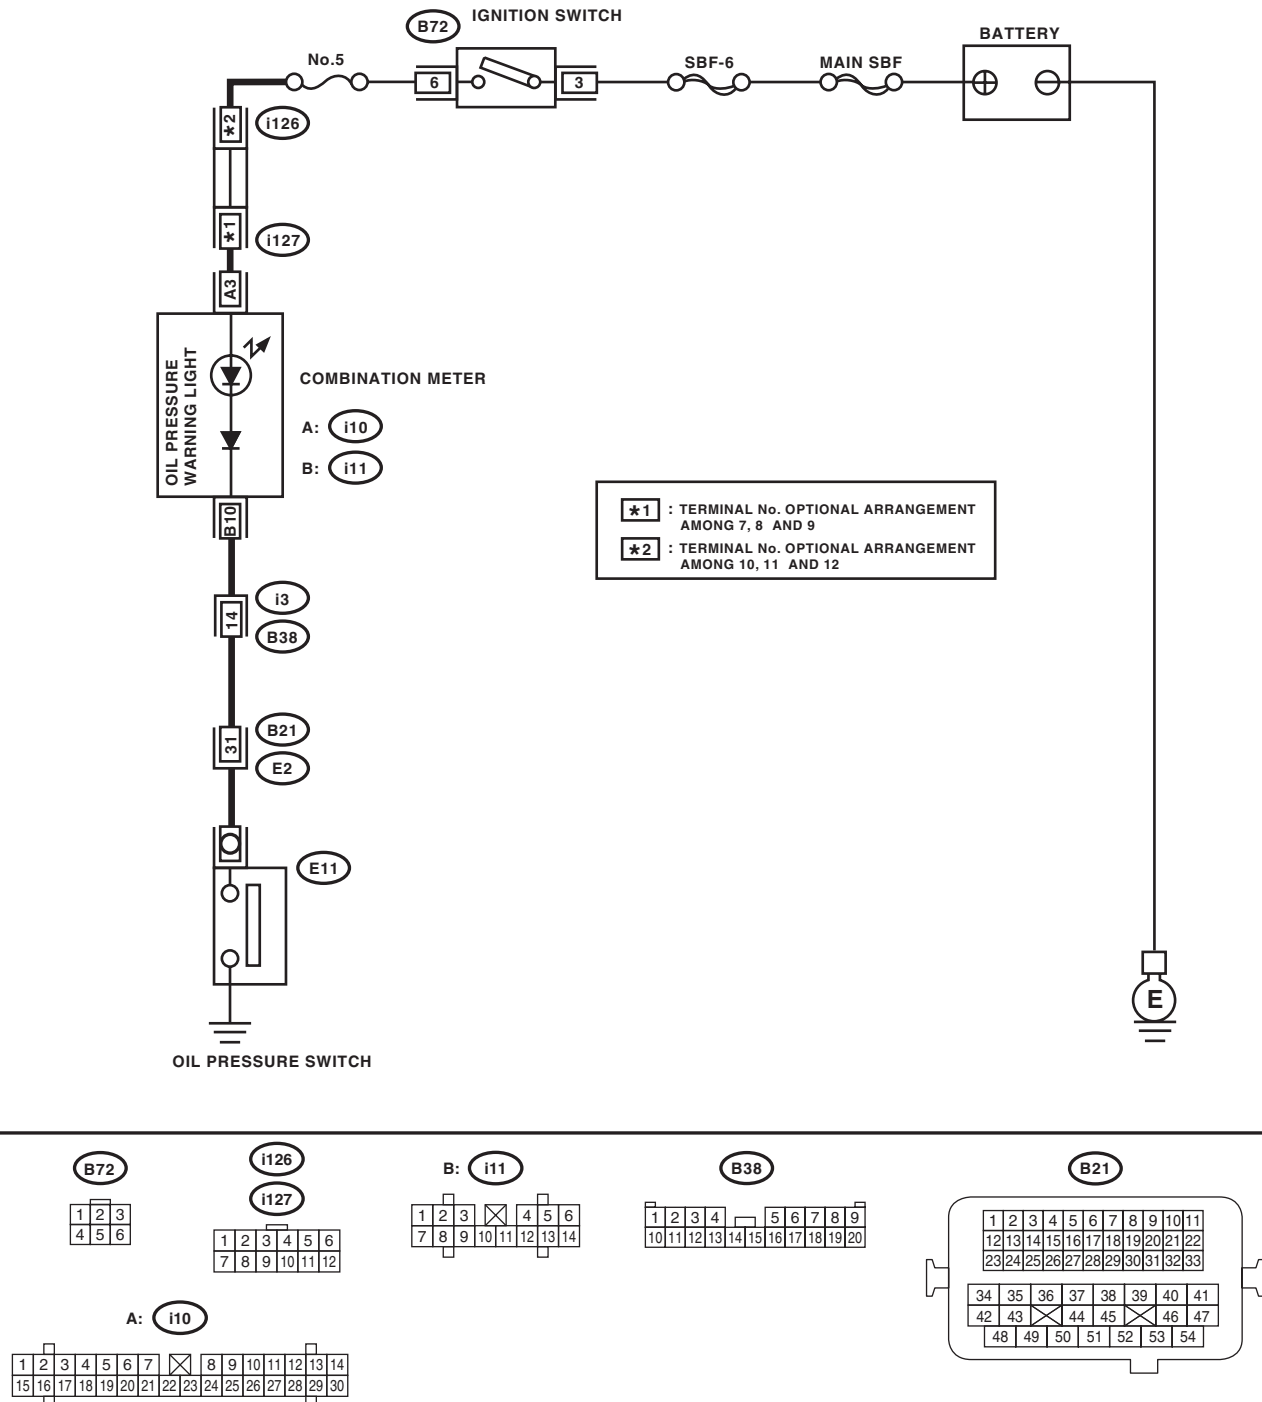 B72
IGNITION SWITCH
BATTERY
No.5
SBF-6
MAIN SBF
6
3
*2
i126
*1
i127
A3
OIL PRESSURE
WARNING LIGHT
COMBINATION METER
A: i10
B: i11
B10
*1 : TERMINAL No. OPTIONAL ARRANGEMENT
AMONG 7, 8 AND 9
*2 : TERMINAL No. OPTIONAL ARRANGEMENT
AMONG 10, 11 AND 12
14
i3
B38
31
B21
E2
E11
E
OIL PRESSURE SWITCH
B72
1 2 3
4 5 6
i126
i127
1 2 3 4 5 6
7 8 9 10 11 12
B: i11
1 2 3 4 5 6
7 8 9 10 11 12 13 14
B38
1 2 3 4 5 6 7 8 9
10 11 12 13 14 15 16 17 18 19 20
B21
1 2 3 4 5 6 7 8 9 10 11
12 13 14 15 16 17 18 19 20 21 22
23 24 25 26 27 28 29 30 31 32 33
34 35 36 37 38 39 40 41
42 43 44 45 46 47
48 49 50 51 52 53 54
A: i10
1 2 3 4 5 6 7 8 9 10 11 12 13 14
15 16 17 18 19 20 21 22 23 24 25 26 27 28 29 30